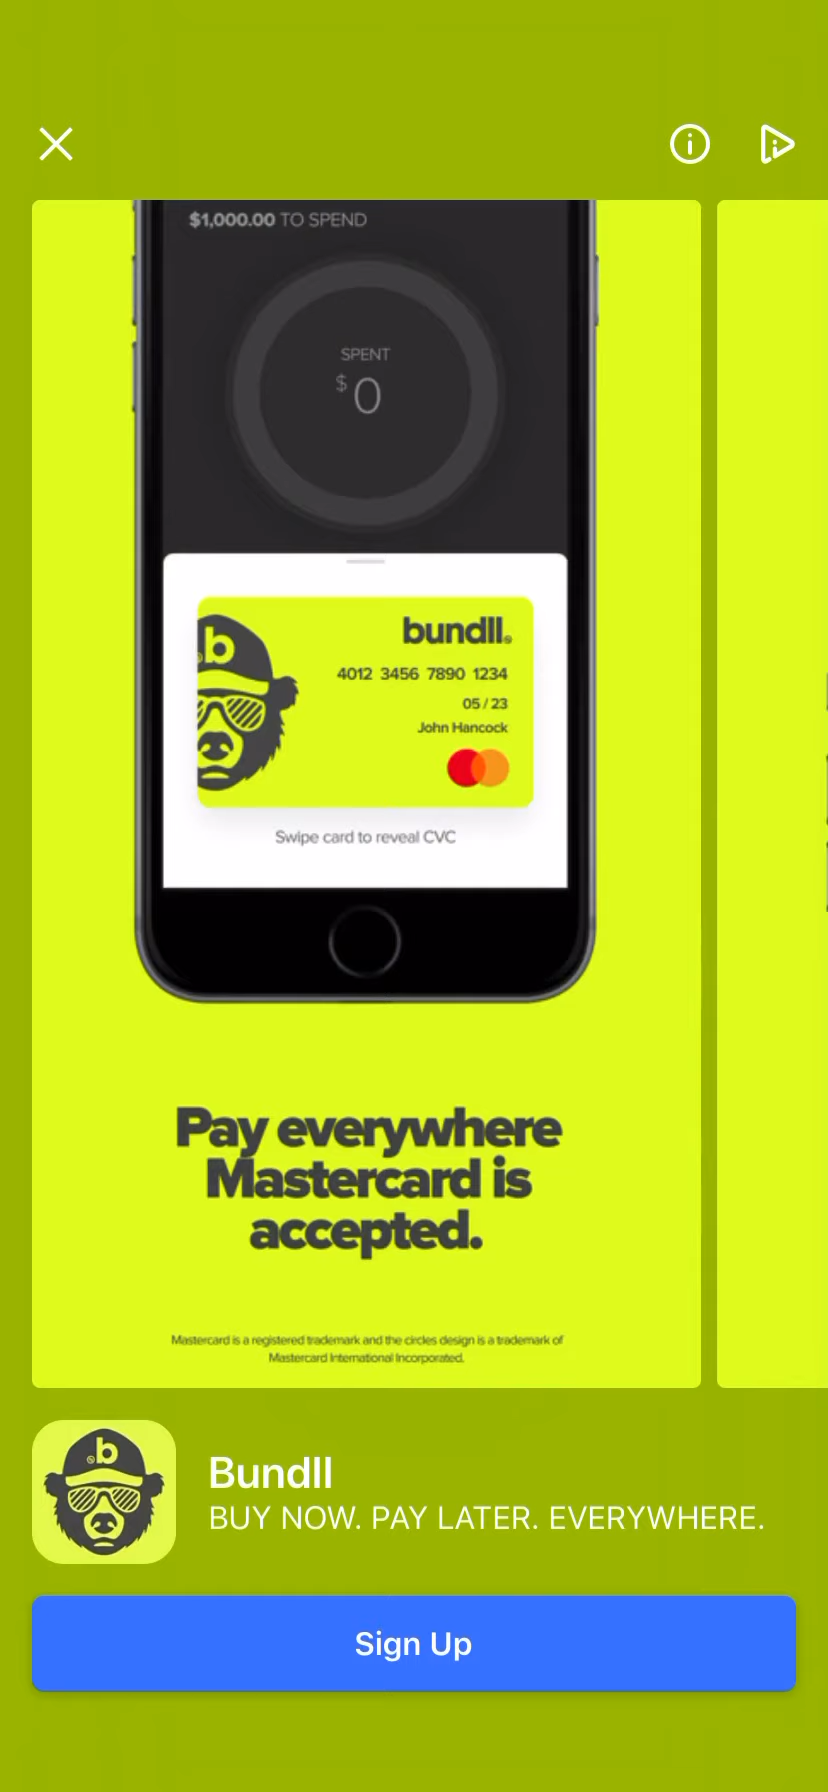 $1,000.00 TO SPEND
SPENT
$0
b
bundll
4012 3456 7890 1234
05 / 23
John Hancock
Swipe card to reveal CVC
Pay everywhere
Mastercard is
accepted.
Mastercard is a registered trademark and the circles design is a trademark of
Mastercard International Incorporated.
b
Bundll
BUY NOW. PAY LATER. EVERYWHERE.
Sign Up